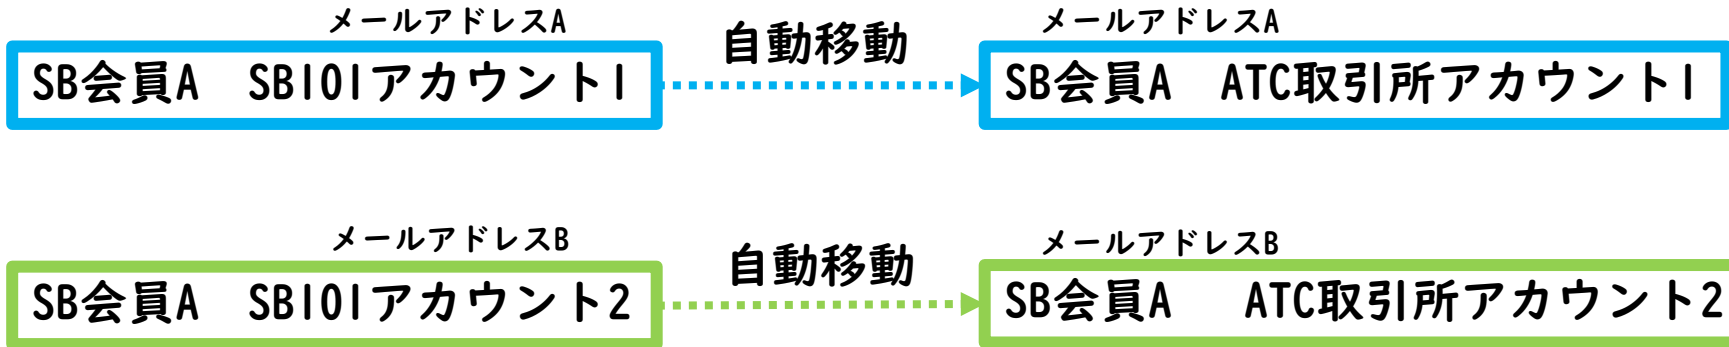 メールアドレスA
自動移動
メールアドレスA
SB会員A　SB101アカウント1
SB会員A　ATC取引所アカウント1
メールアドレスB
自動移動
メールアドレスB
SB会員A　SB101アカウント2
SB会員A　ATC取引所アカウント2